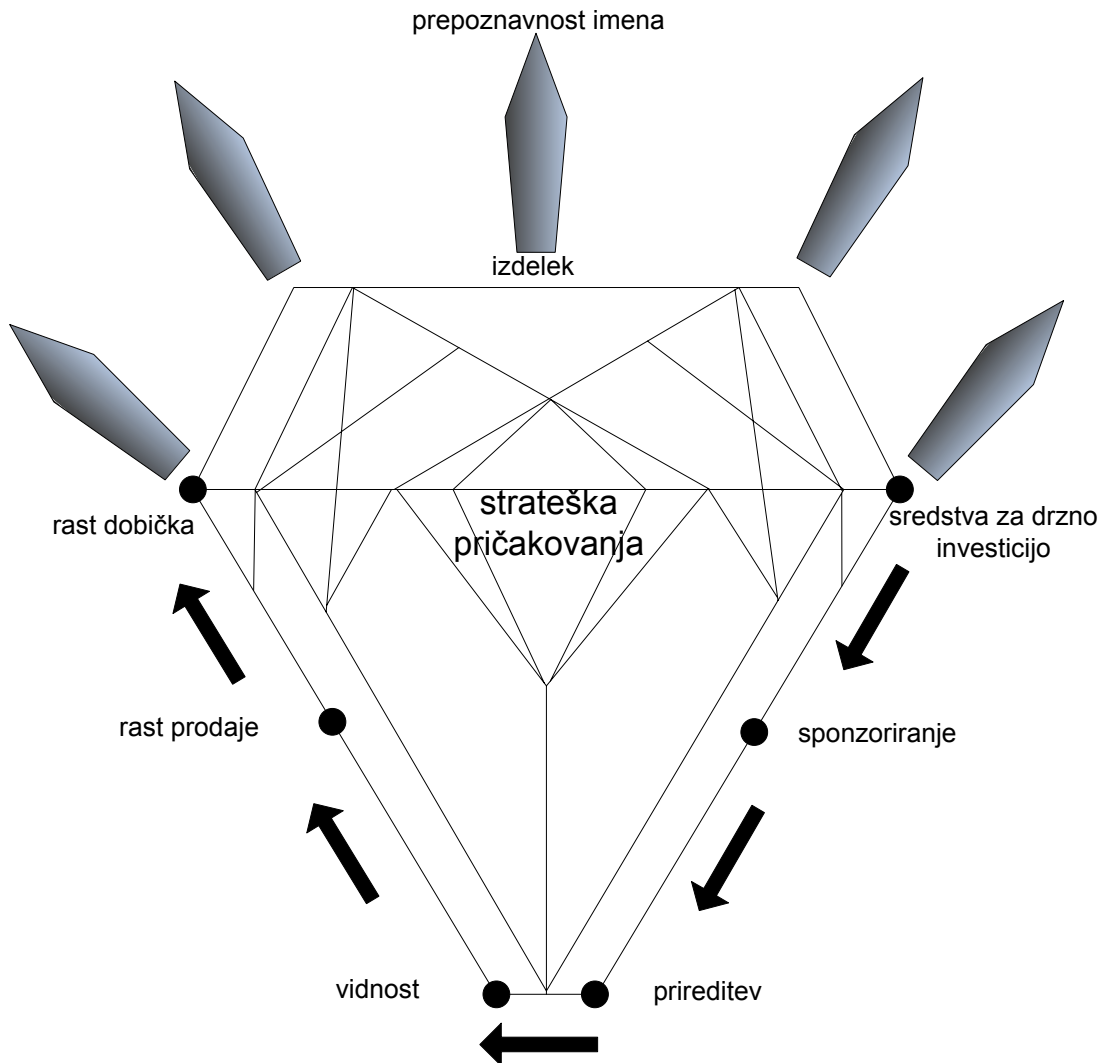 prepoznavnost imena
izdelek
strateška
pričakovanja
rast dobička
sredstva za drzno
investicijo
rast prodaje
sponzoriranje
vidnost
prireditev